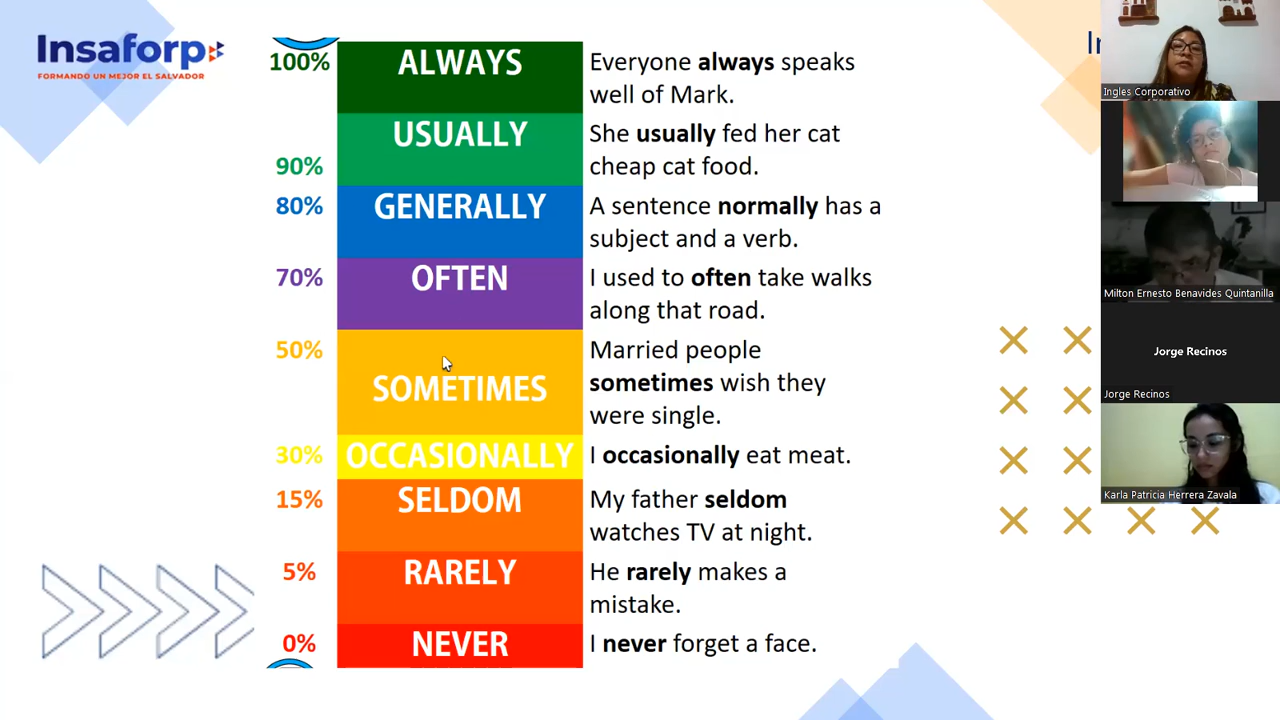 Insaforp
FORMANDO UN MEJOR EL SALVADOR
100% ALWAYS Everyone always speaks
well of Mark.
USUALLY She usually fed her cat
90% cheap cat food.
80% GENERALLY A sentence normally has a
subject and a verb.
70% OFTEN I used to often take walks
along that road.
50% Married people
SOMETIMES sometimes wish they
were single.
30% OCCASIONALLY I occasionally eat meat.
15% SELDOM My father seldom
watches TV at night.
5% RARELY He rarely makes a
mistake.
0% NEVER I never forget a face.
Ingles Corporativo
Milton Ernesto Benavides Quintanilla
Jorge Recinos
Jorge Recinos
Karla Patricia Herrera Zavala